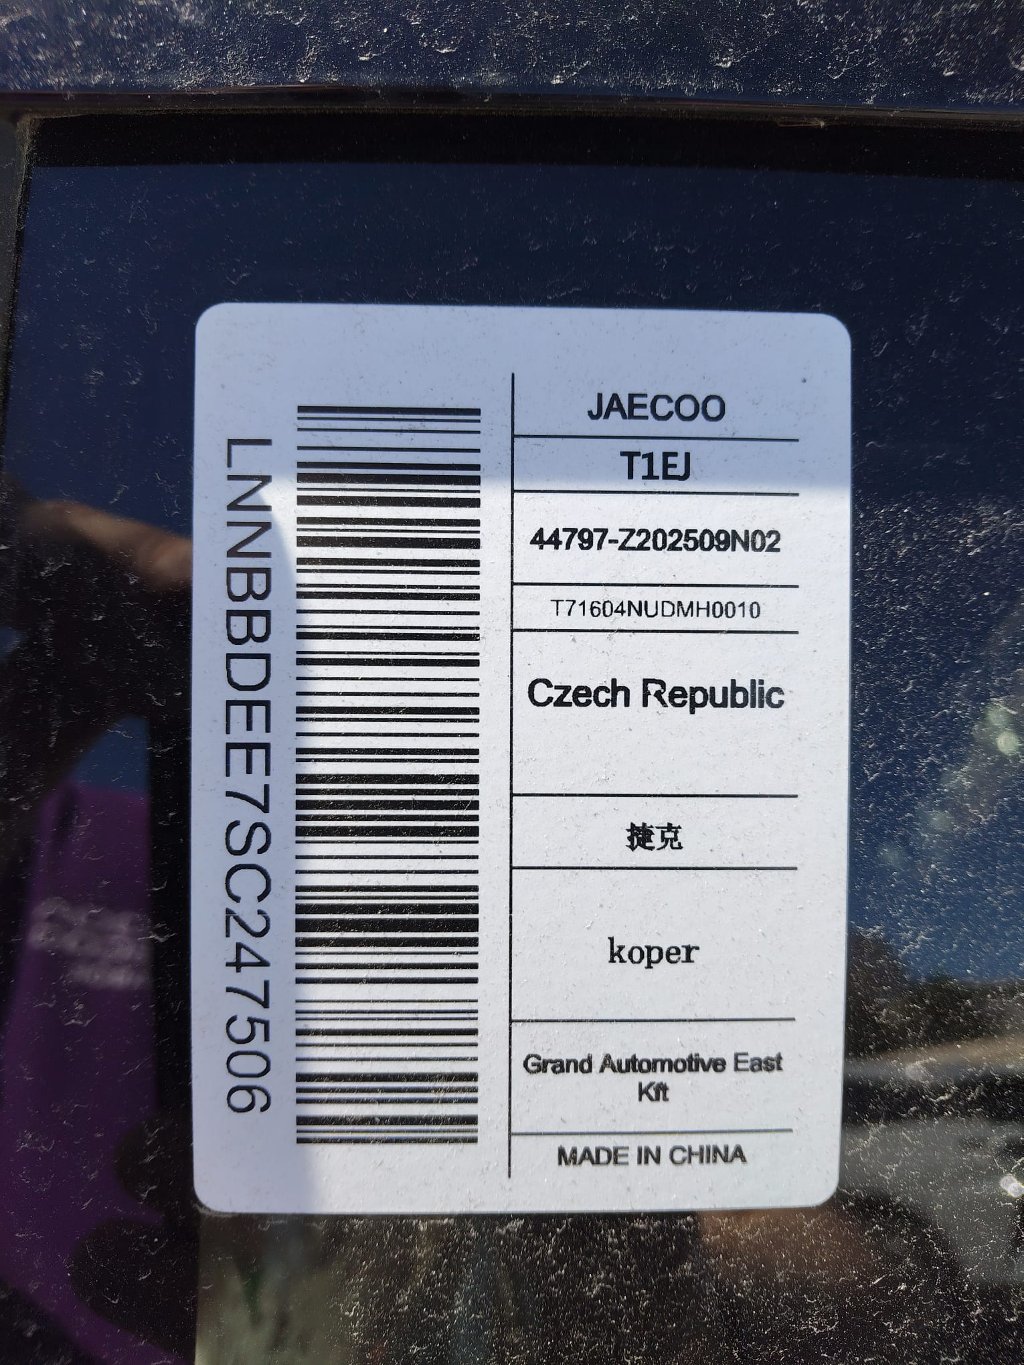 LNNBBDEE7SC247506
JAECOO
T1EJ
44797-Z202509N02
T71604NUDMH0010
Czech Republic
捷克
koper
Grand Automotive East
Kft
MADE IN CHINA